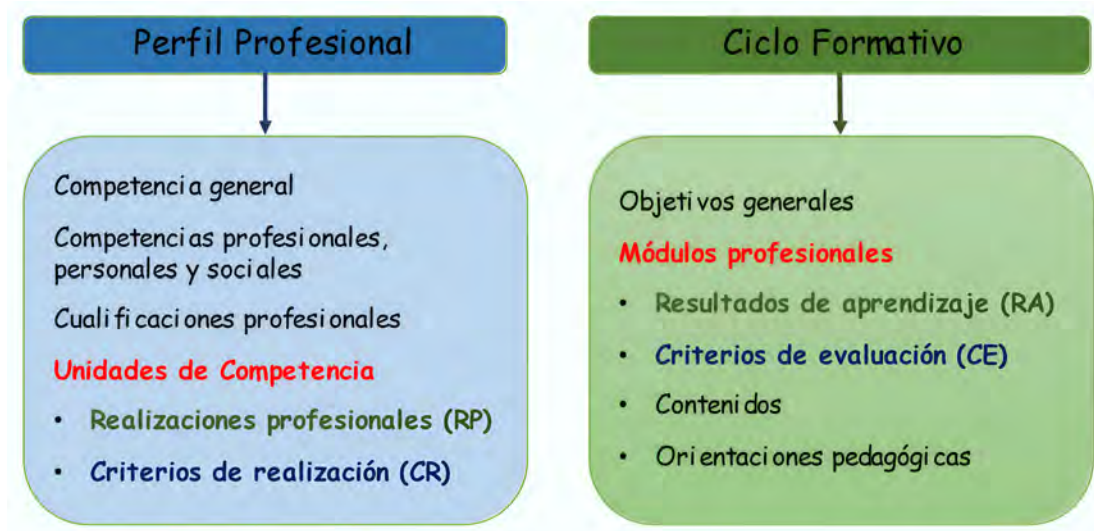 Perfil Profesional
Competencia general
Competencias profesionales,
personales y sociales
Cualificaciones profesionales
Unidades de Competencia
• Realizaciones profesionales (RP)
• Criterios de realización (CR)
Ciclo Formativo
Objetivos generales
Módulos profesionales
• Resultados de aprendizaje (RA)
• Criterios de evaluación (CE)
• Contenidos
• Orientaciones pedagógicas